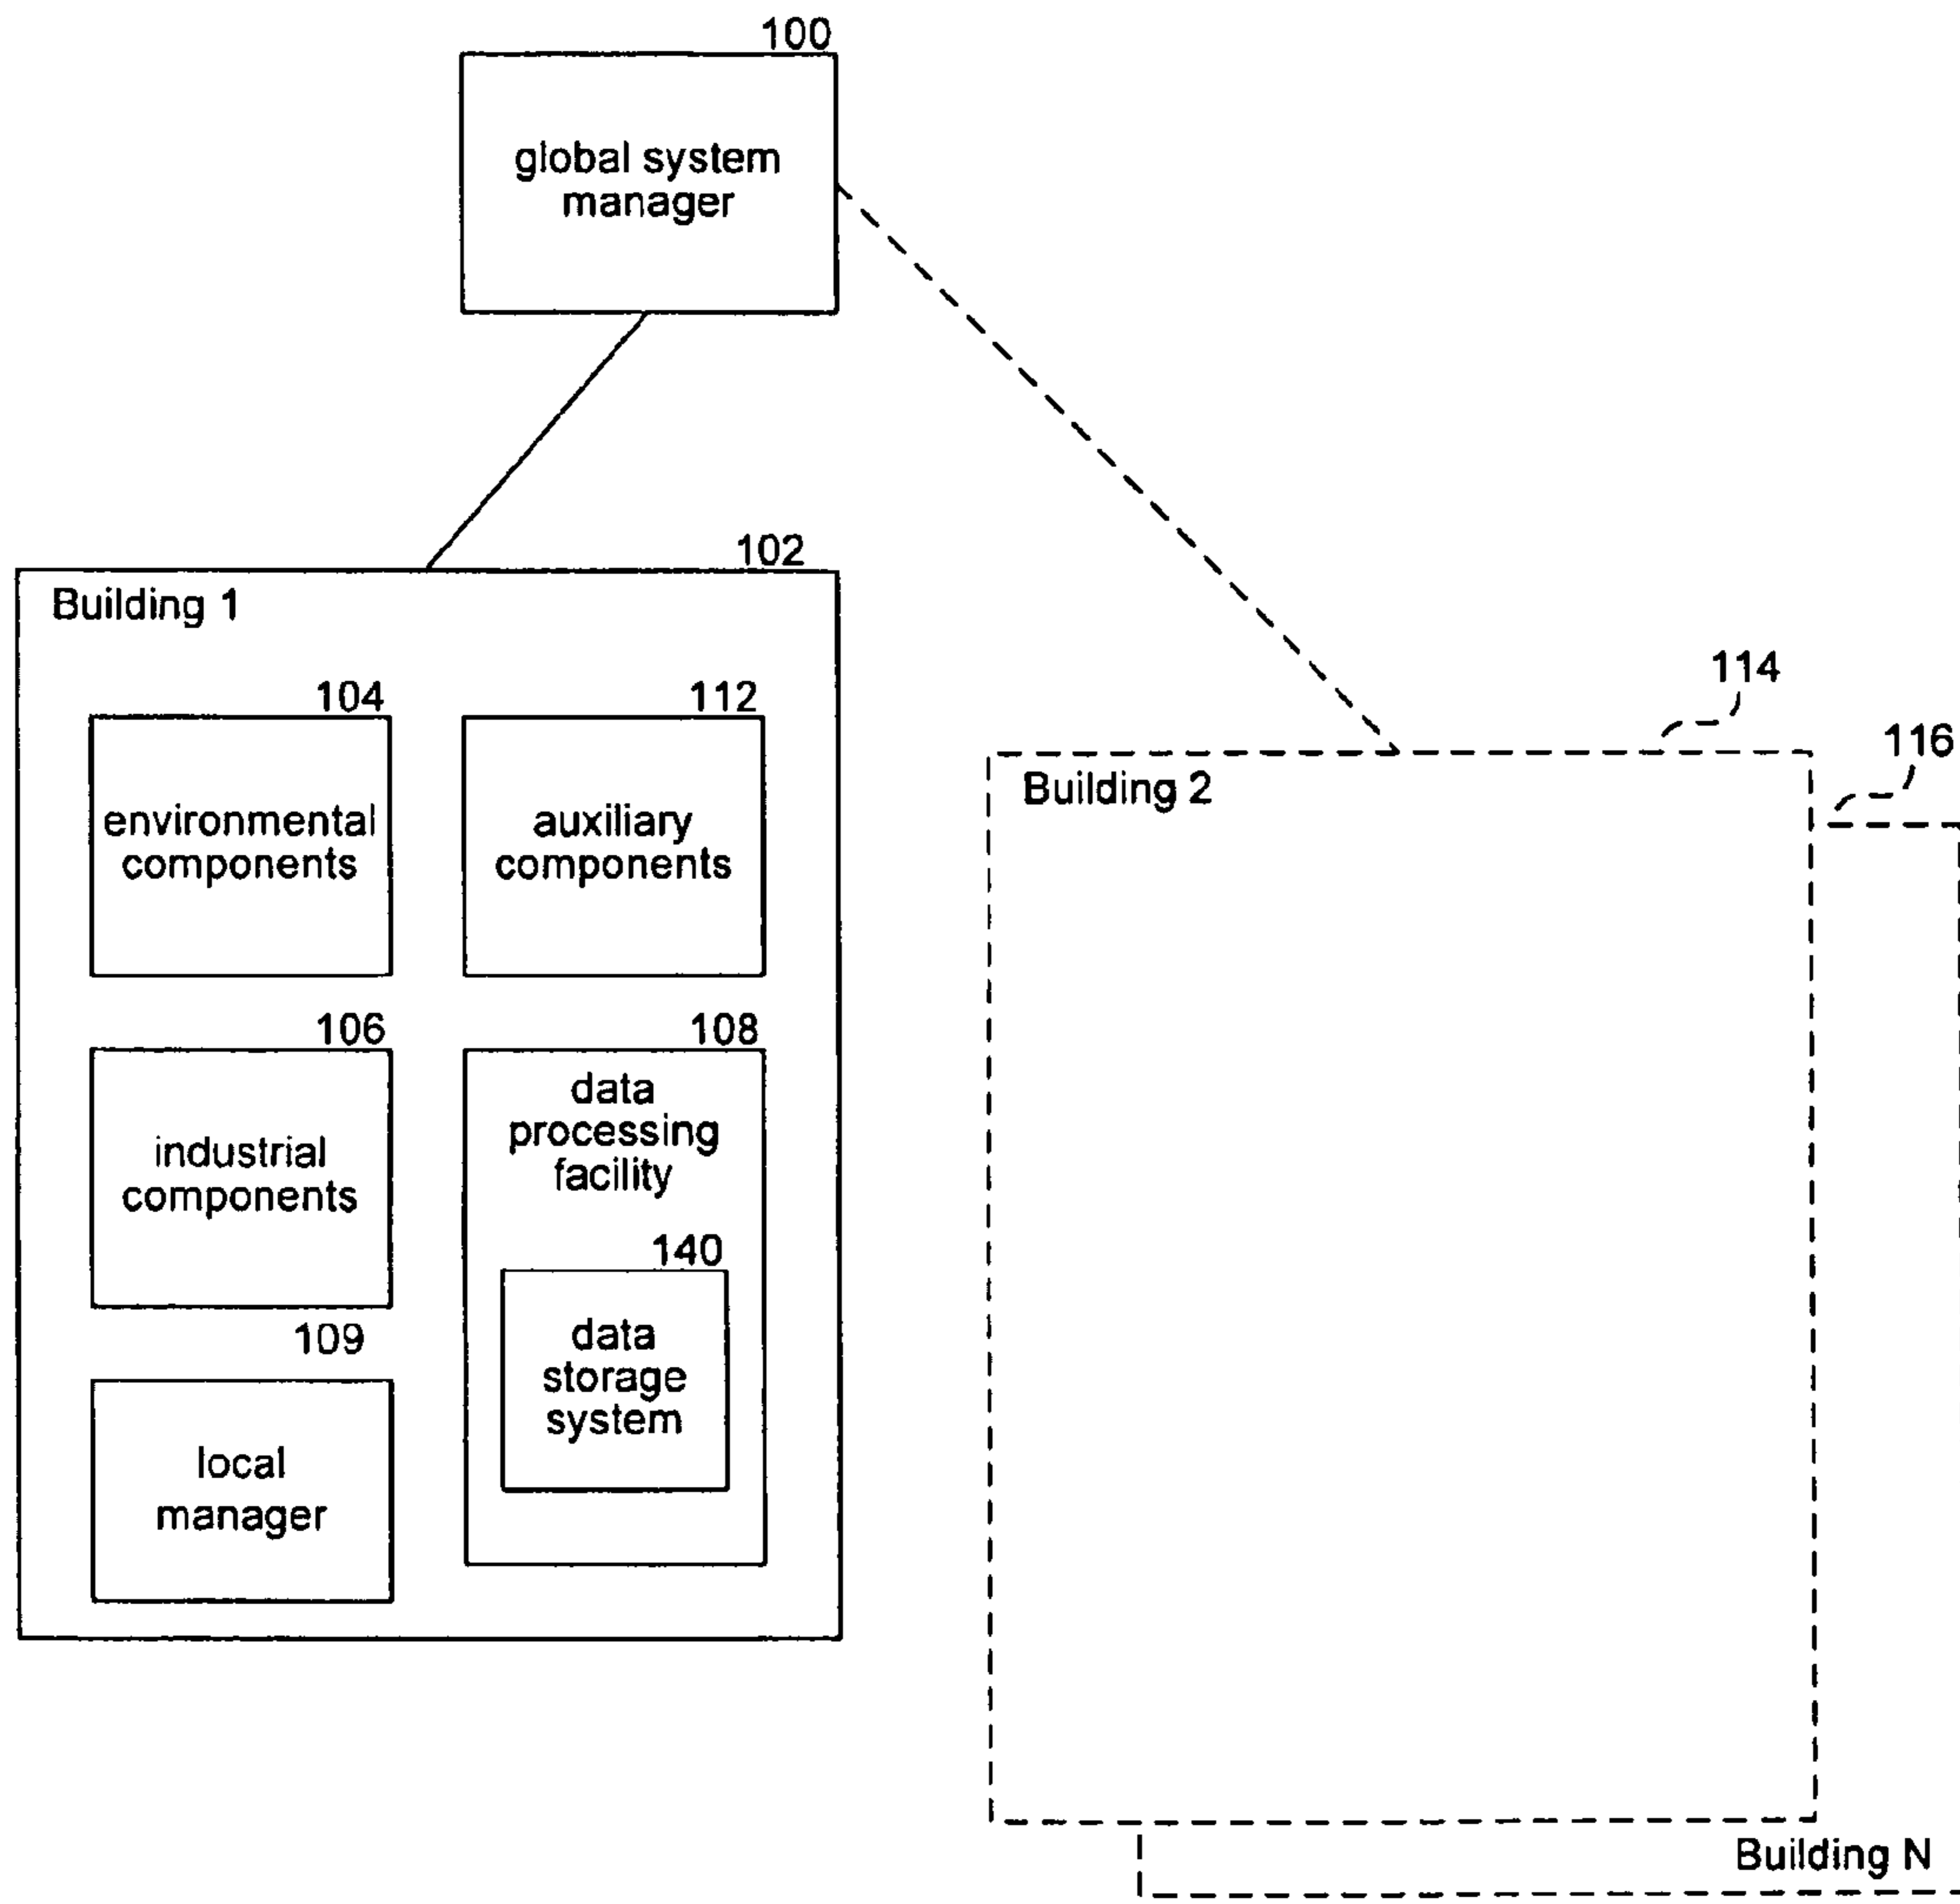 100
global system
manager
102
Building 1
104
environmental
components
112
auxiliary
components
106
industrial
components
108
data
processing
facility
140
data
storage
system
109
local
manager
114
116
Building 2
Building N